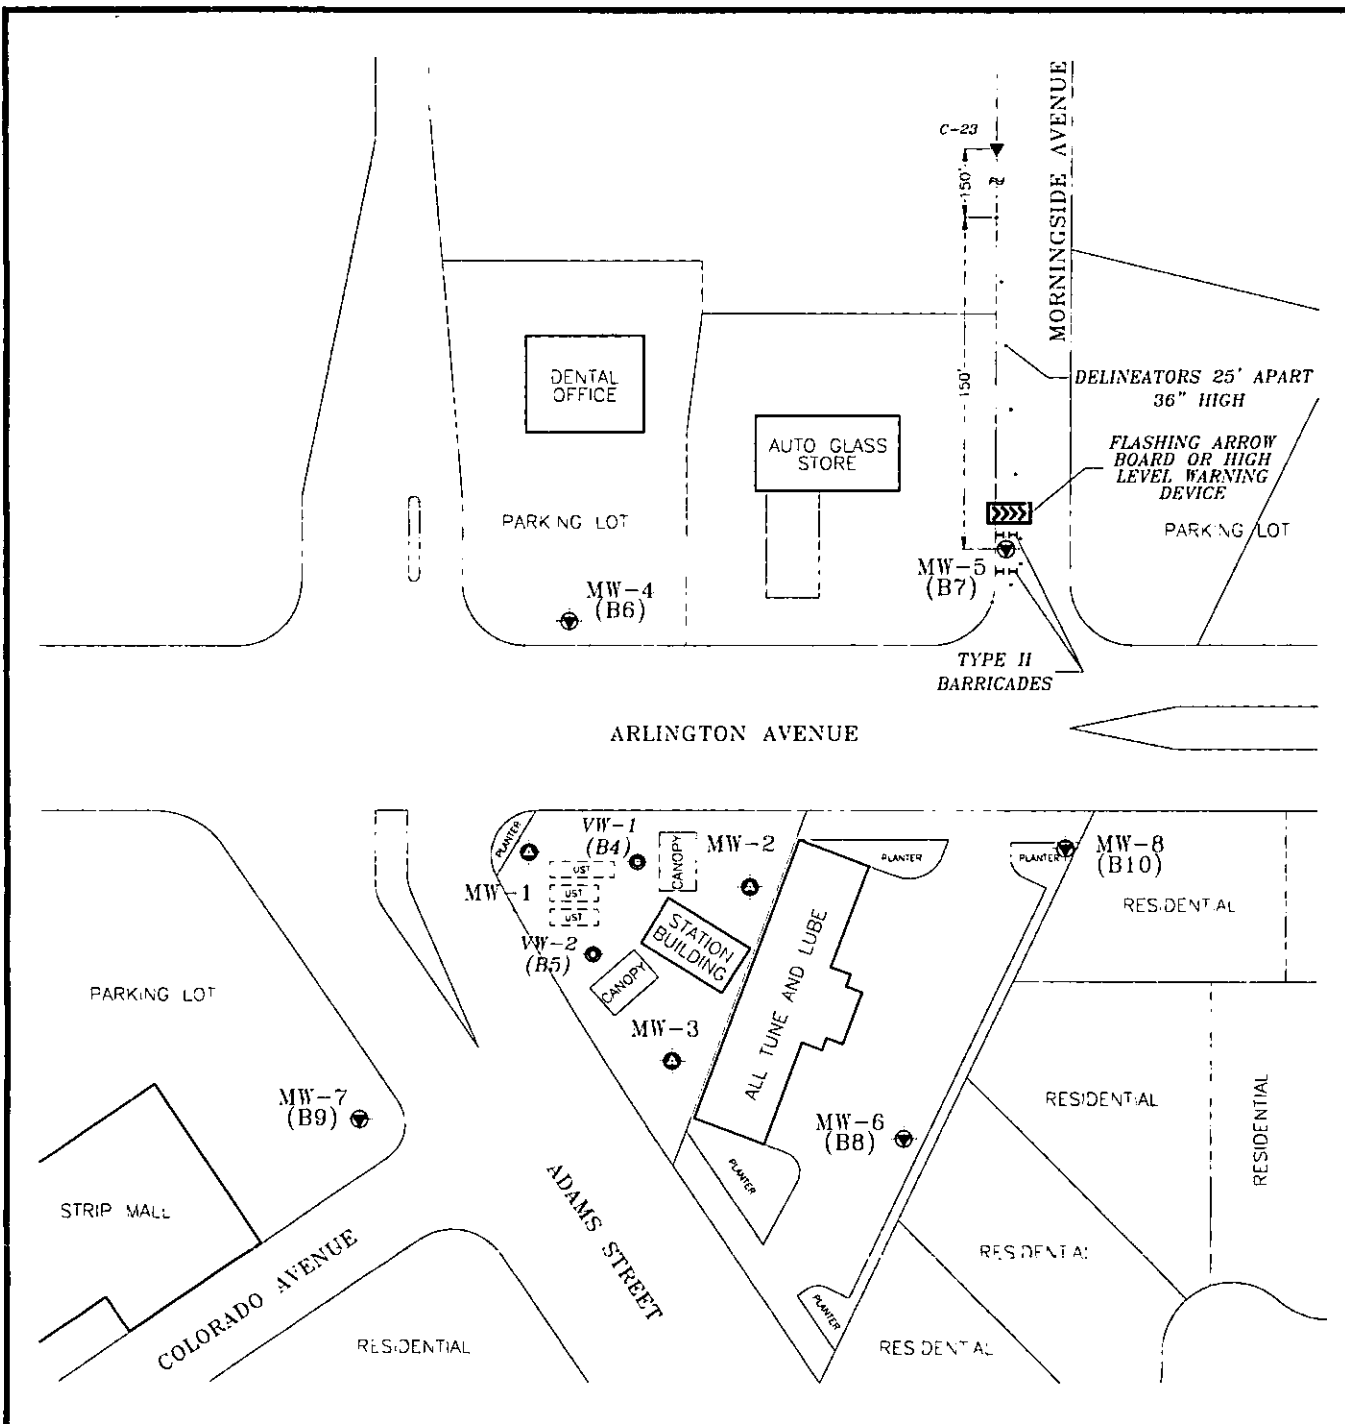 MORNINGSIDE AVENUE
C-23
150'
150'
DENTAL
OFFICE
AUTO GLASS
STORE
DELINEATORS 25' APART
36" HIGH
FLASHING ARROW
BOARD OR HIGH
LEVEL WARNING
DEVICE
PARKING LOT
PARKING LOT
MW-5
(B7)
MW-4
(B6)
TYPE II
BARRICADES
ARLINGTON AVENUE
PLANTER
VW-1
(B4)
CANOPY
MW-2
PLANTER
PLANTER
MW-8
(B10)
MW-1
UST
UST
UST
RESIDENTIAL
STATION
BUILDING
VW-2
(B5)
CANOPY
ALL TUNE AND LUBE
PARKING LOT
MW-3
MW-7
(B9)
MW-6
(B8)
RESIDENTIAL
RESIDENTIAL
PLANTER
STRIP MALL
ADAMS STREET
RESIDENTIAL
COLORADO AVENUE
PLANTER
RESIDENTIAL
RESIDENTIAL